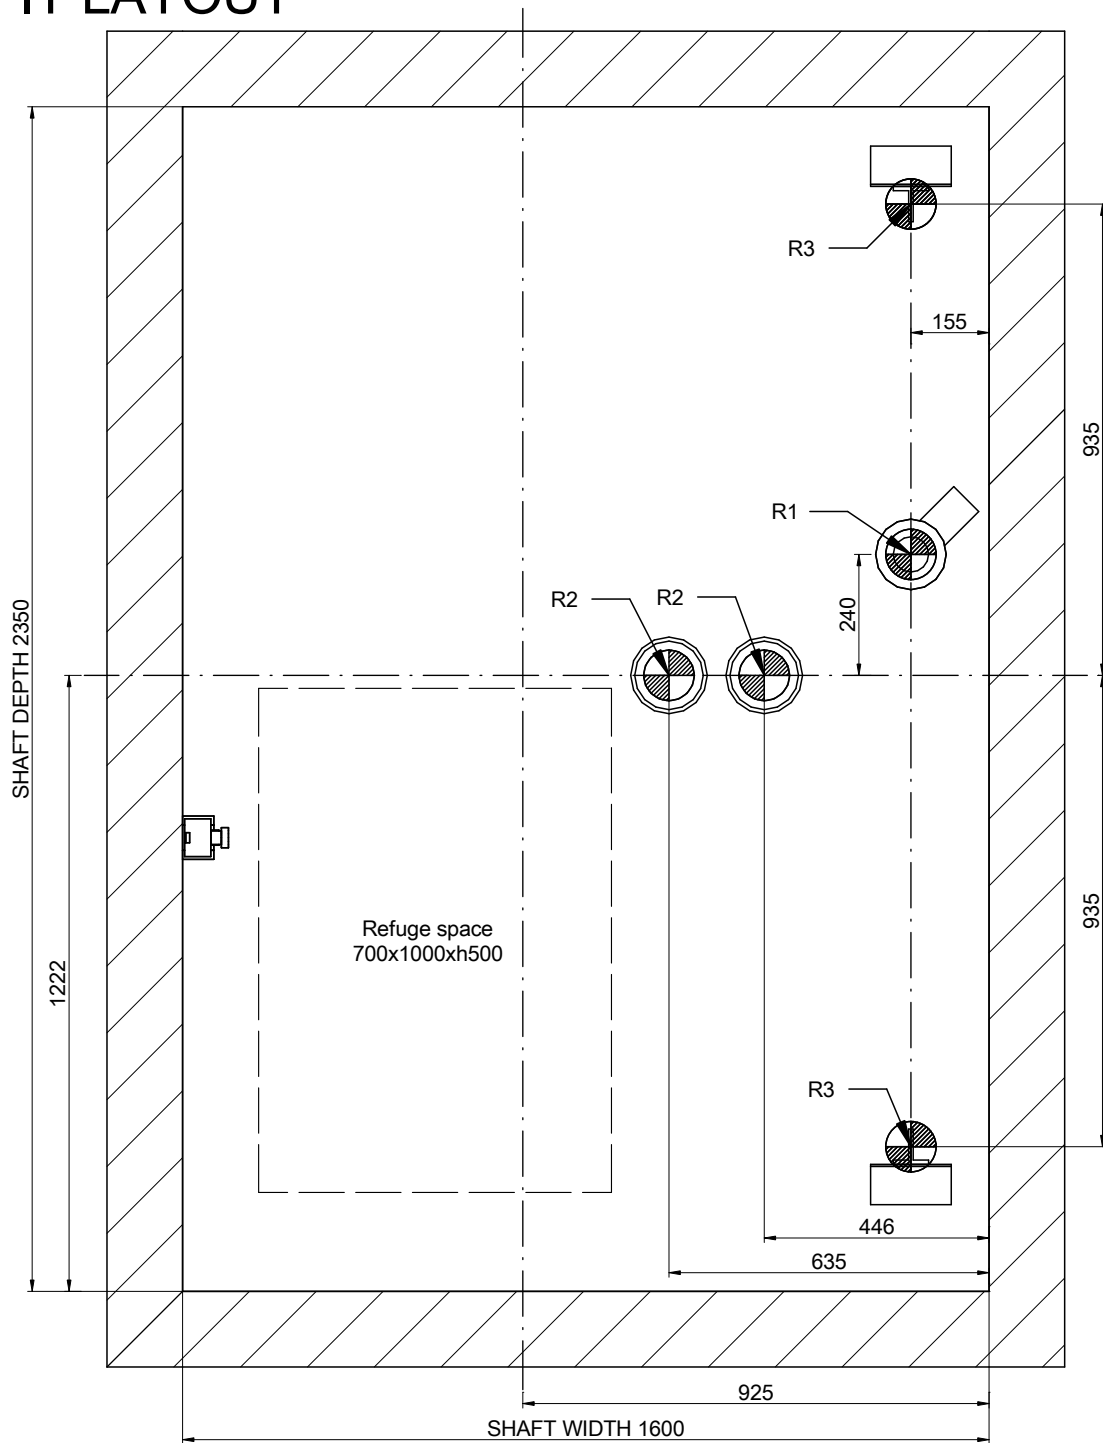 LAYOUT
R3
155
935
R1
240
R2
R2
SHAFT DEPTH 2350
1222
Refuge space
700x1000xh500
935
R3
446
635
925
SHAFT WIDTH 1600